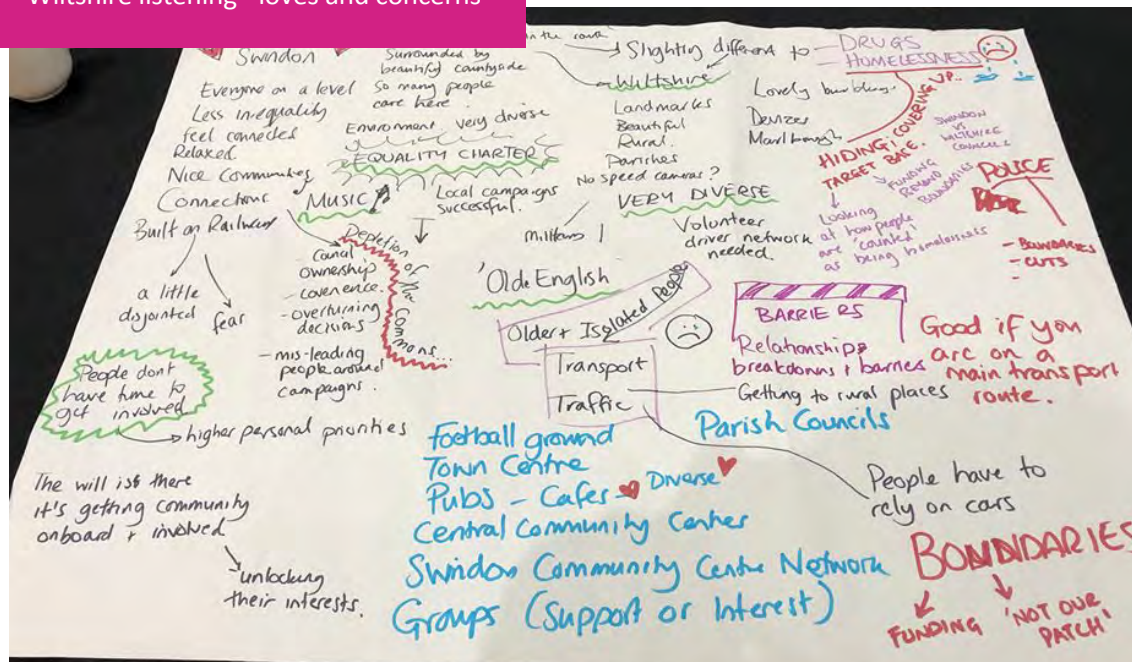 Wiltshire listening - loves and concerns
in the south
Swindon
Surrounded by
beautiful countryside
So many people
care here.
Environment very diverse
Everyone on a level
Less inequality
feel connected
Relaxed.
Nice Communities
Connections
Built on Railway
a little
disjointed
fear
EQUALITY CHARTER
MUSIC
Local campaigns
successful.
Depletion
of the
Commons...
Council
ownership
- covenence.
- overturning
decisions
- mis-leading
people around
campaigns.
People dont
have time to
get involved
higher personal priorities
The will is there
it's getting community
onboard + involved
- unlocking
their interests.
Slightly different to
Wiltshire
Landmarks
Beautiful
Rural.
Parishes
No speed cameras?
VERY DIVERSE
military
'Olde English
Volunteer
driver network
needed.
Lovely buildings
Devizes
Marlborough
- DRUGS
- HOMELESSNESS
HIDING / COVERING UP..
TARGET BASE.
SWINDON
VS
WILTSHIRE
COUNCILS
FUNDING
BEYOND
BOUNDARIES
Looking
at how people
are 'counted'
as being homeless
POLICE
- BOUNDARIES
- CUTS
-
Older + Isolated People
Transport
Traffic
BARRIERS
Relationship
breakdowns + barriers
Getting to rural places
Good if you
are on a
main transport
route.
People have to
rely on cars
Football ground
Town Centre
Pubs - Cafes - Diverse
Central Community Center
Swindon Community Centre Network
Groups (Support or Interest)
Parish Councils
BOUNDARIES
FUNDING
'NOT OUR
PATCH'